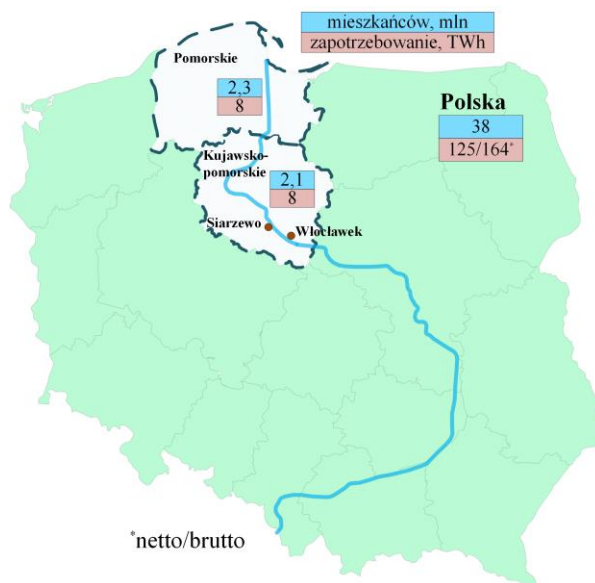 mieszkańców, mln
zapotrzebowanie, TWh
Pomorskie
2,3
8
Polska
38
125/164*
Kujawsko-
pomorskie
2,1
8
Siarzewo
Włocławek
*netto/brutto